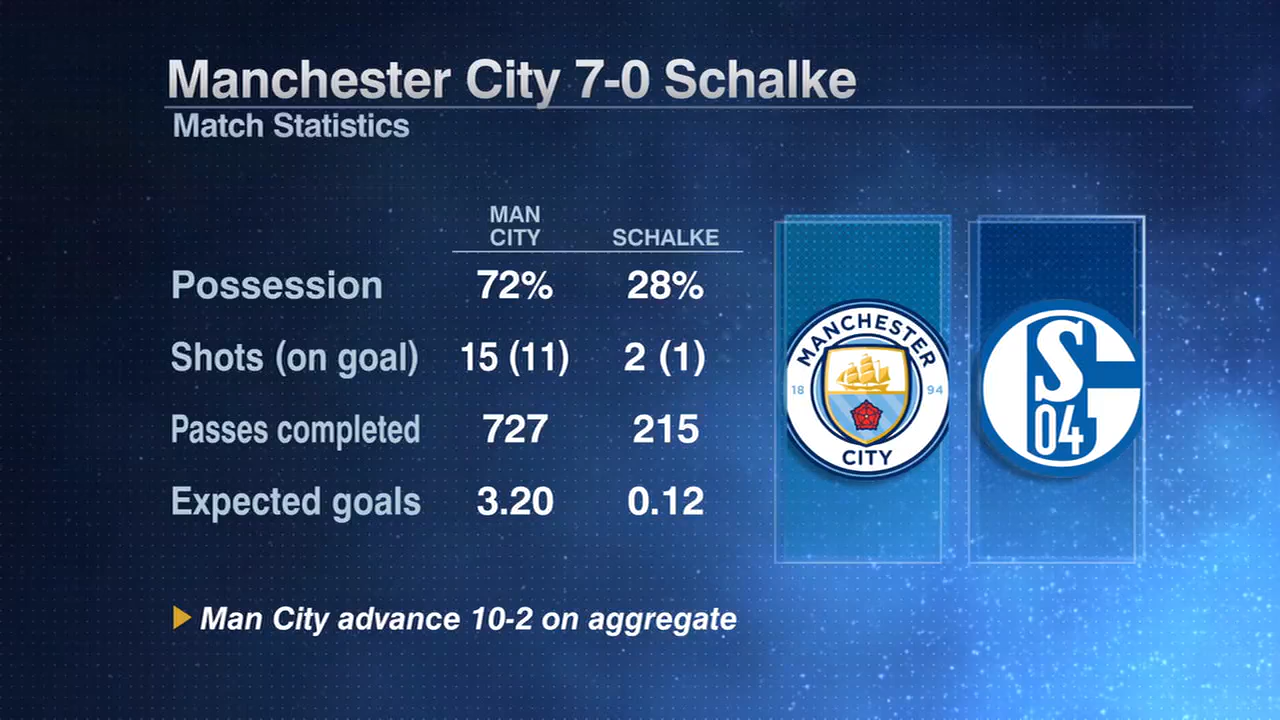 Manchester City 7-0 Schalke
Match Statistics
MAN
CITY
SCHALKE
Possession 72% 28%
Shots (on goal) 15 (11) 2 (1)
Passes completed 727 215
Expected goals 3.20 0.12
Man City advance 10-2 on aggregate
MANCHESTER
18 94
CITY
S
04